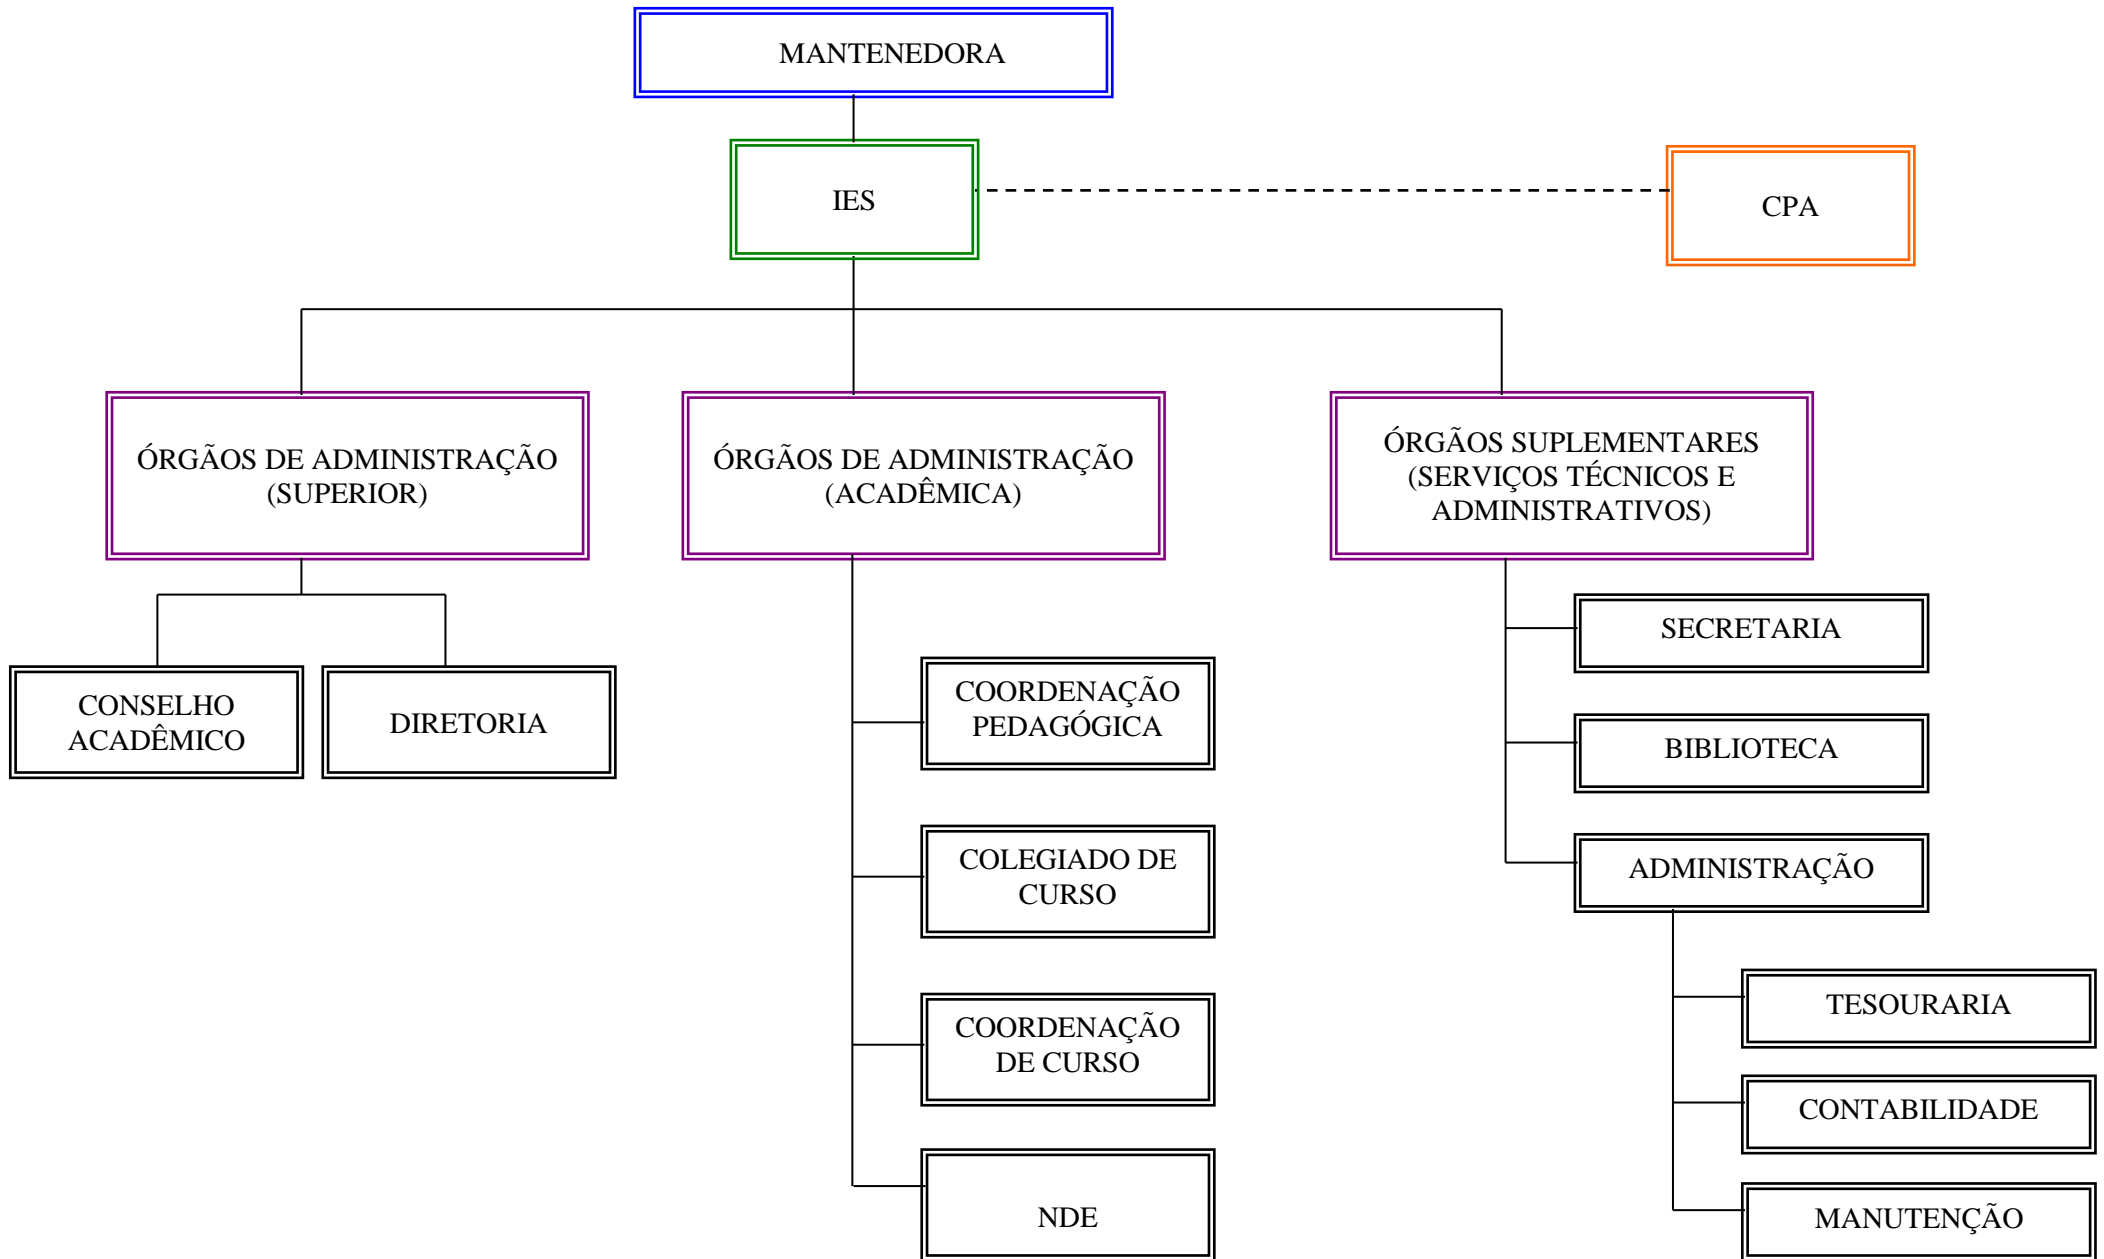 MANTENEDORA
IES
CPA
ÓRGÃOS DE ADMINISTRAÇÃO
(SUPERIOR)
ÓRGÃOS DE ADMINISTRAÇÃO
(ACADÊMICA)
ÓRGÃOS SUPLEMENTARES
(SERVIÇOS TÉCNICOS E
ADMINISTRATIVOS)
CONSELHO
ACADÊMICO
DIRETORIA
COORDENAÇÃO
PEDAGÓGICA
COLEGIADO DE
CURSO
COORDENAÇÃO
DE CURSO
NDE
SECRETARIA
BIBLIOTECA
ADMINISTRAÇÃO
TESOURARIA
CONTABILIDADE
MANUTENÇÃO